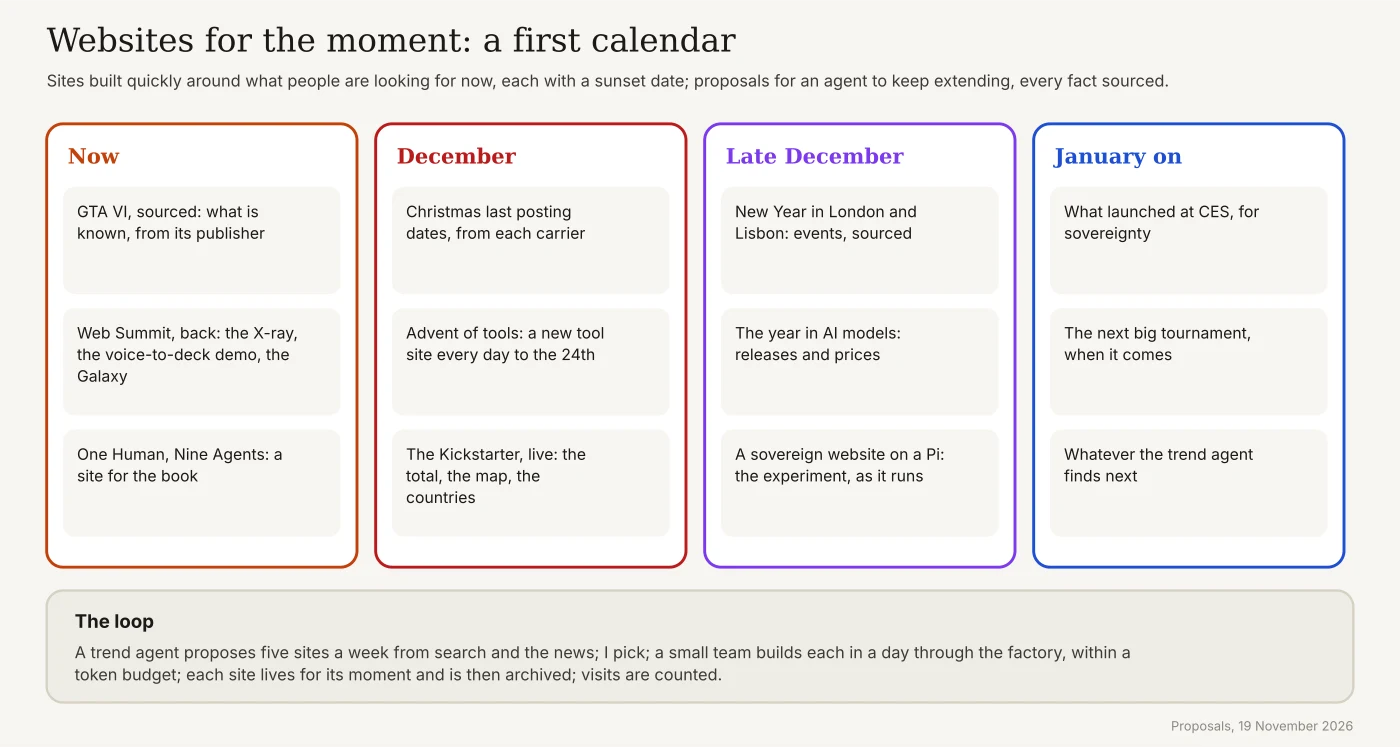 Websites for the moment: a first calendar
Sites built quickly around what people are looking for now, each with a sunset date; proposals for an agent to keep extending, every fact sourced.
Now
GTA VI, sourced: what is
known, from its publisher
Web Summit, back: the X-ray,
the voice-to-deck demo, the
Galaxy
One Human, Nine Agents: a
site for the book
December
Christmas last posting
dates, from each carrier
Advent of tools: a new tool
site every day to the 24th
The Kickstarter, live: the
total, the map, the
countries
Late December
New Year in London and
Lisbon: events, sourced
The year in AI models:
releases and prices
A sovereign website on a Pi:
the experiment, as it runs
January on
What launched at CES, for
sovereignty
The next big tournament,
when it comes
Whatever the trend agent
finds next
The loop
A trend agent proposes five sites a week from search and the news; I pick; a small team builds each in a day through the factory, within a
token budget; each site lives for its moment and is then archived; visits are counted.
Proposals, 19 November 2026